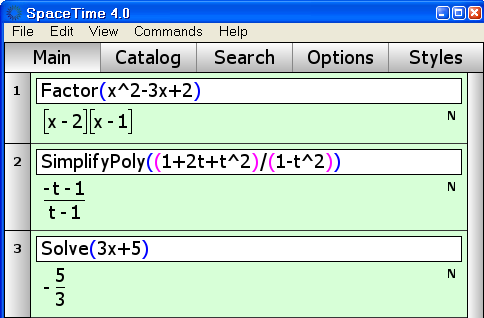 SpaceTime 4.0
File Edit View Commands Help
Main Catalog Search Options Styles
1 Factor(x^2-3x+2)
[x - 2][x - 1] N
2 SimplifyPoly((1+2t+t^2)/(1-t^2))
-t - 1
t - 1 N
3 Solve(3x+5)
- 5
3 N